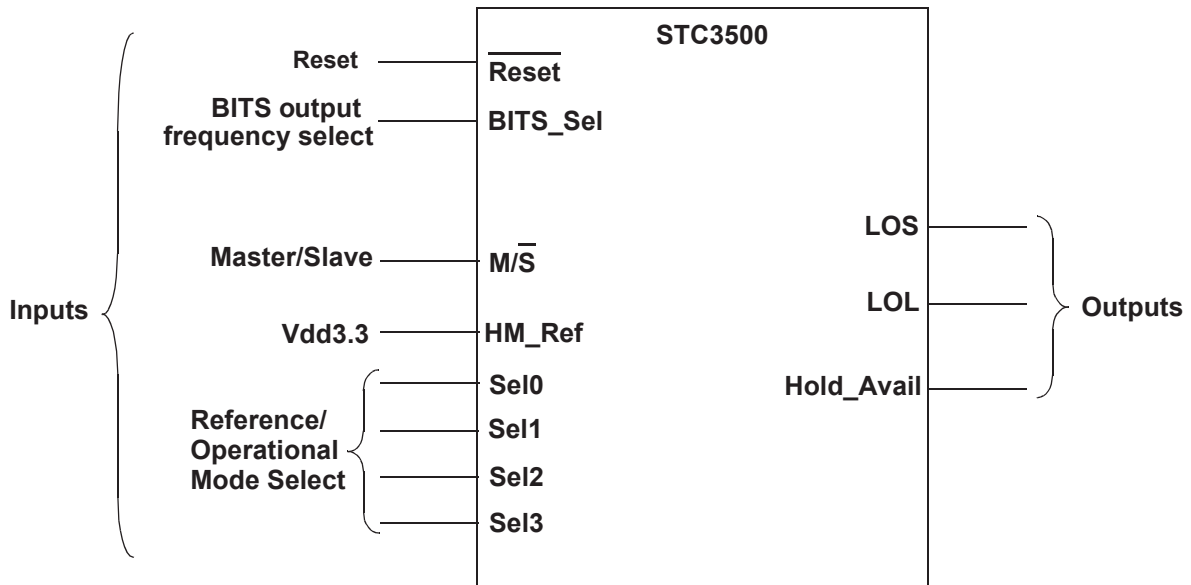 STC3500
Reset
Reset
BITS output
frequency select
BITS_Sel
Master/Slave
M/S
Inputs
Vdd3.3
HM_Ref
Reference/
Operational
Mode Select
Sel0
Sel1
Sel2
Sel3
LOS
LOL
Hold_Avail
Outputs